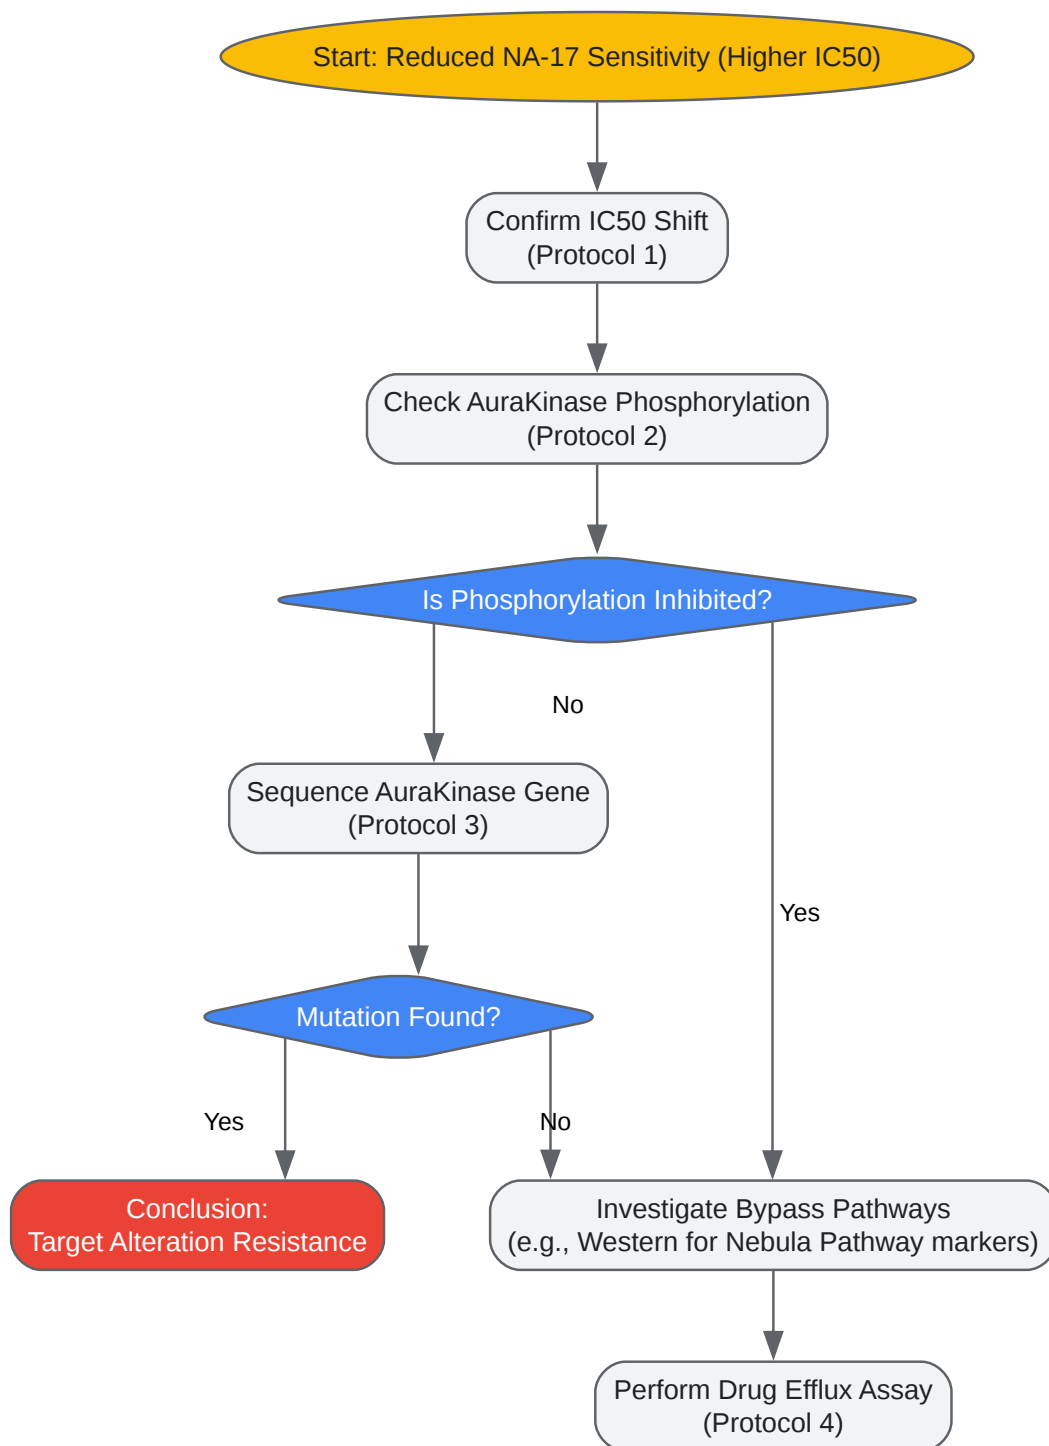 Start: Reduced NA-17 Sensitivity (Higher IC50)
Confirm IC50 Shift
(Protocol 1)
Check AuraKinase Phosphorylation
(Protocol 2)
Is Phosphorylation Inhibited?
No
Sequence AuraKinase Gene
(Protocol 3)
Yes
Mutation Found?
Yes
No
Conclusion:
Target Alteration Resistance
Investigate Bypass Pathways
(e.g., Western for Nebula Pathway markers)
Perform Drug Efflux Assay
(Protocol 4)